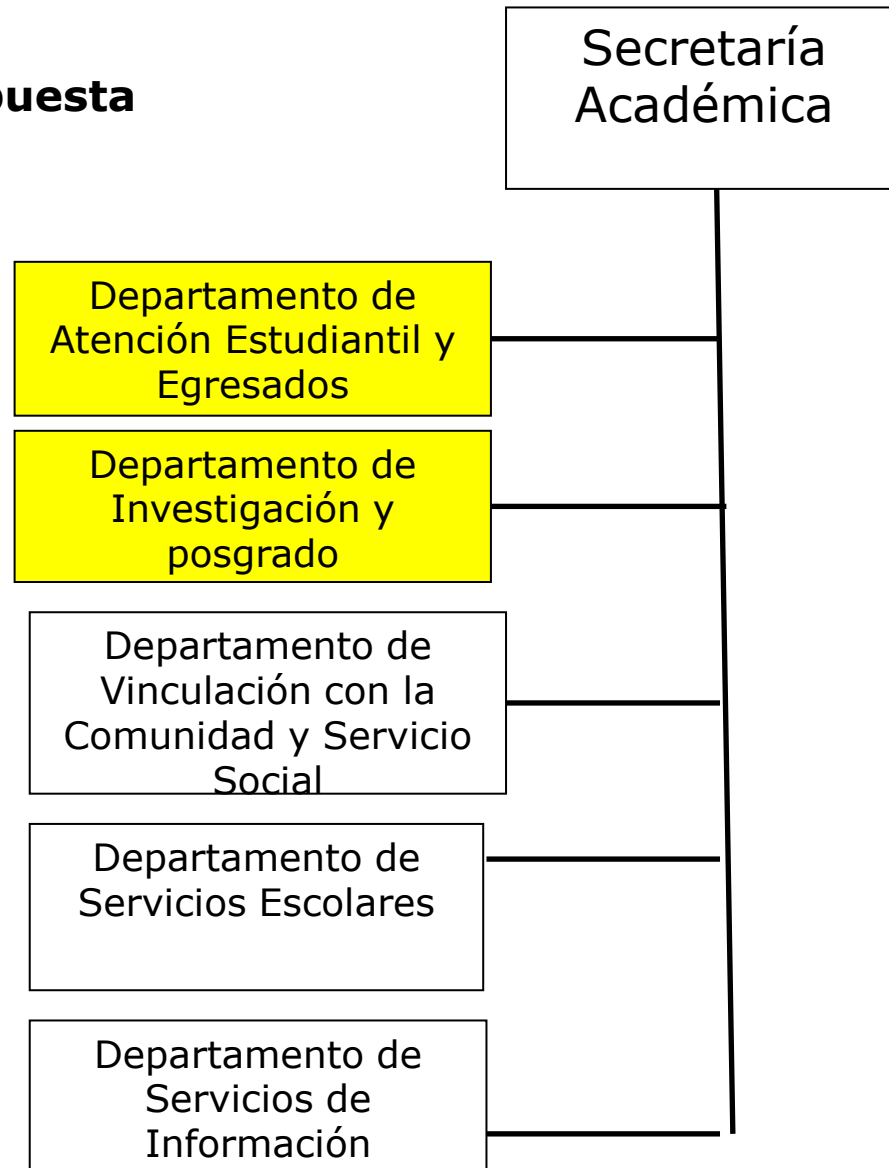 puesta
Secretaría
Académica
Departamento de
Atención Estudiantil y
Egresados
Departamento de
Investigación y
posgrado
Departamento de
Vinculación con la
Comunidad y Servicio
Social
Departamento de
Servicios Escolares
Departamento de
Servicios de
Información